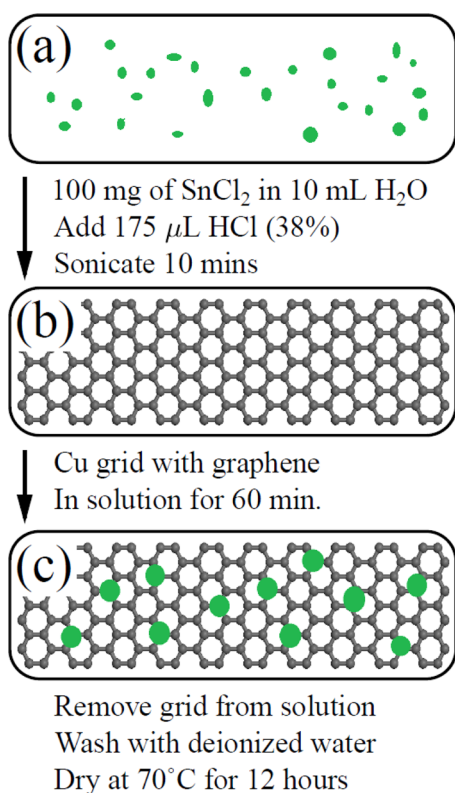 (a)
100 mg of SnCl₂ in 10 mL H₂O
Add 175 μL HCl (38%)
Sonicate 10 mins
(b)
Cu grid with graphene
In solution for 60 min.
(c)
Remove grid from solution
Wash with deionized water
Dry at 70°C for 12 hours